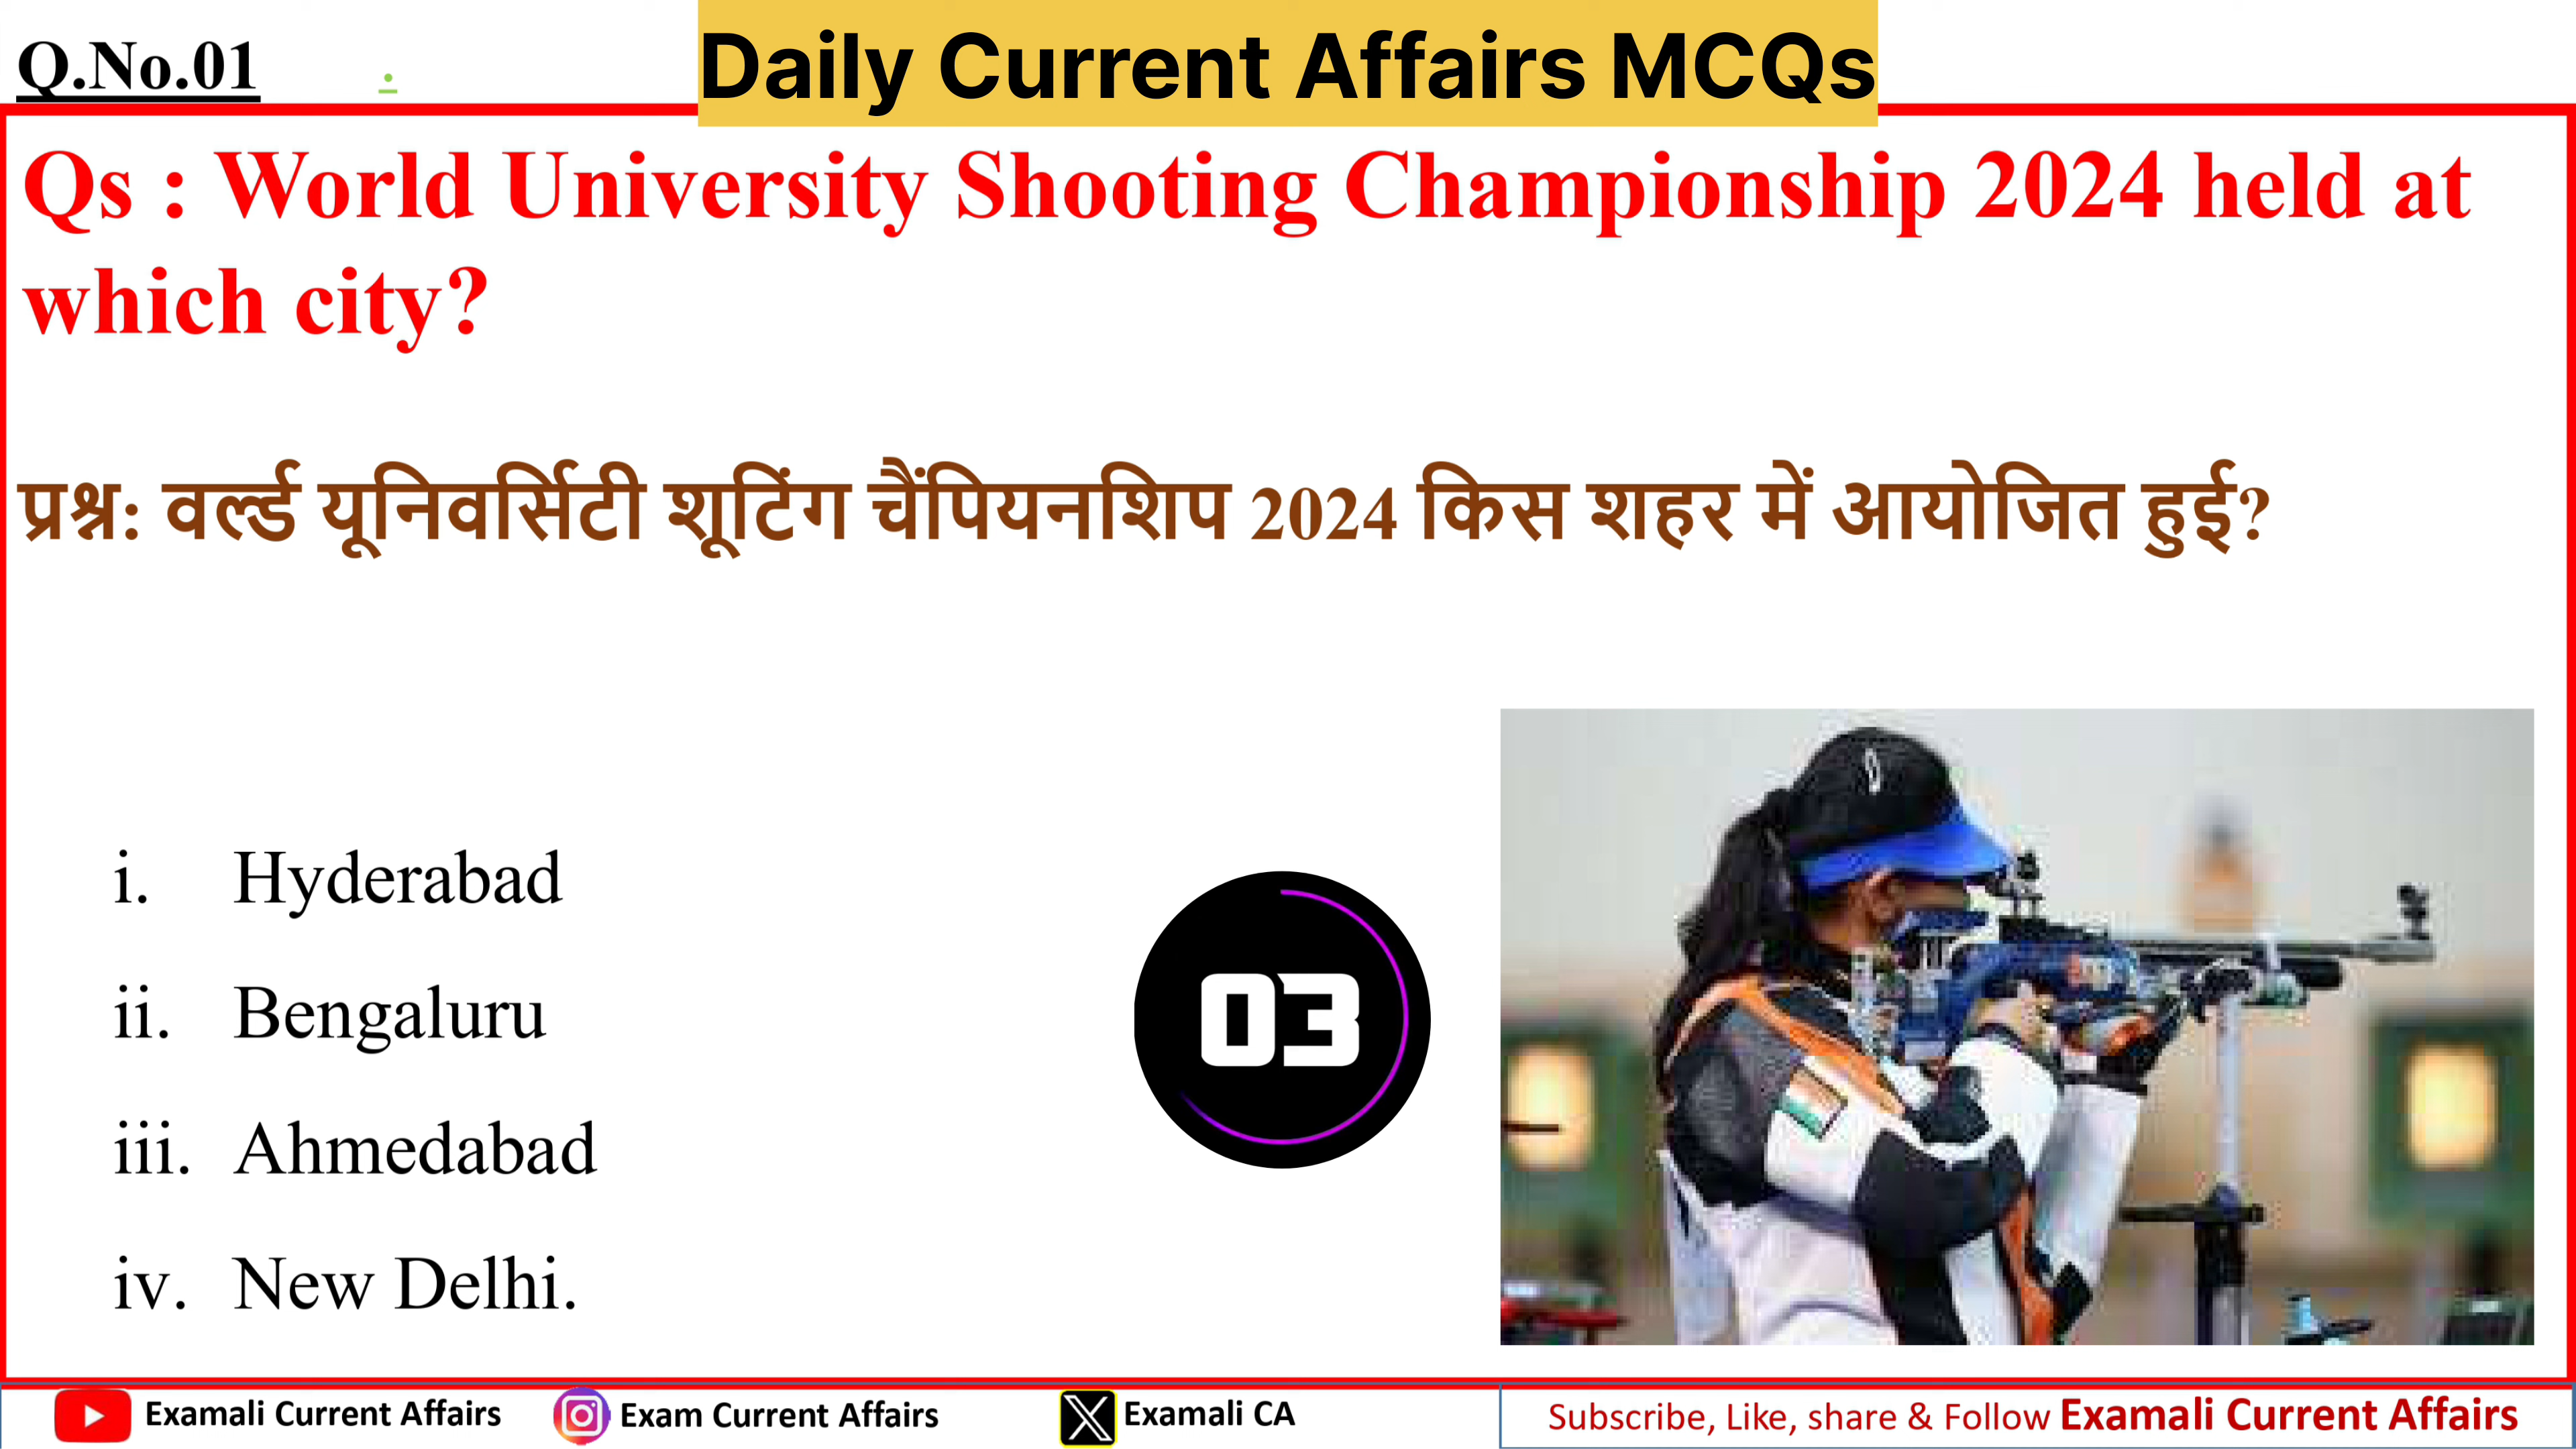 Q.No.01 .
Daily Current Affairs MCQs
Qs : World University Shooting Championship 2024 held at
which city?
प्रश्न: वर्ल्ड यूनिवर्सिटी शूटिंग चैंपियनशिप 2024 किस शहर में आयोजित हुई?
i. Hyderabad
ii. Bengaluru
iii. Ahmedabad
iv. New Delhi.
03
Examali Current Affairs
Exam Current Affairs
Examali CA
Subscribe, Like, share & Follow Examali Current Affairs